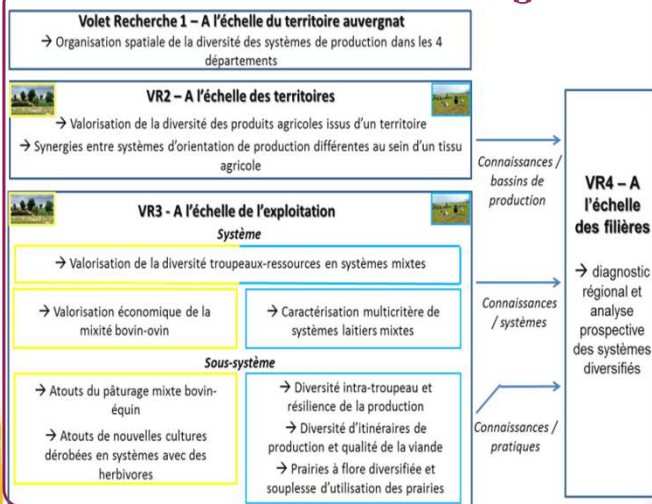 Volet Recherche 1 – A l'échelle du territoire auvergnat
→ Organisation spatiale de la diversité des systèmes de production dans les 4
départements
VR2 – A l'échelle des territoires
→ Valorisation de la diversité des produits agricoles issus d'un territoire
→ Synergies entre systèmes d'orientation de production différentes au sein d'un tissu
agricole
VR3 - A l'échelle de l'exploitation
Système
→ Valorisation de la diversité troupeaux-ressources en systèmes mixtes
→ Valorisation économique de la
mixité bovin-ovin
→ Caractérisation multicritère de
systèmes laitiers mixtes
Sous-système
→ Atouts du pâturage mixte bovin-
équin
→ Atouts de nouvelles cultures
dérobées en systèmes avec des
herbivores
→ Diversité intra-troupeau et
résilience de la production
→ Diversité d'itinéraires de
production et qualité de la viande
→ Prairies à flore diversifiée et
souplesse d'utilisation des prairies
Connaissances /
bassins de
production
Connaissances
/ systèmes
Connaissances /
pratiques
VR4 – A
l'échelle
des filières
→ diagnostic
régional et
analyse
prospective
des systèmes
diversifiés